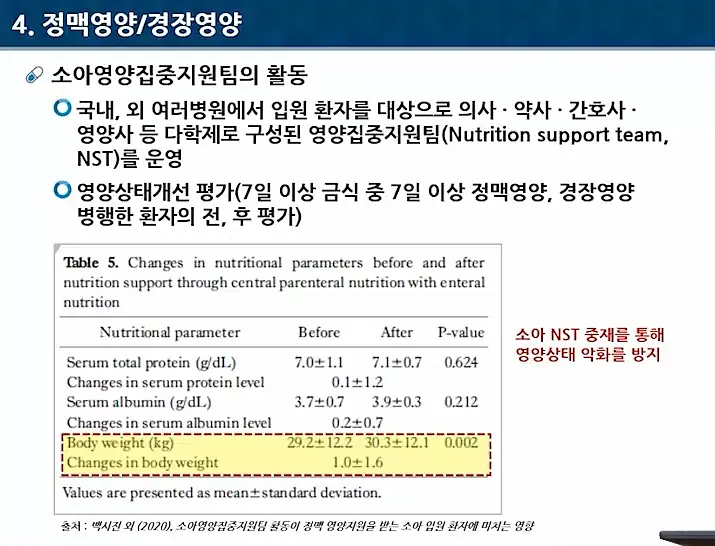 4. 정맥영양/경장영양
소아영양집중지원팀의 활동
국내, 외 여러병원에서 입원 환자를 대상으로 의사 · 약사 · 간호사 ·
영양사 등 다학제로 구성된 영양집중지원팀(Nutrition support team,
NST)를 운영
영양상태개선 평가(7일 이상 금식 중 7일 이상 정맥영양, 경장영양
병행한 환자의 전, 후 평가)
Table 5. Changes in nutritional parameters before and after
nutrition support through central parenteral nutrition with enteral
nutrition
Nutritional parameter Before After P-value
Serum total protein (g/dL) 7.0±1.1 7.1±0.7 0.624
Changes in serum protein level 0.1±1.2
Serum albumin (g/dL) 3.7±0.7 3.9±0.3 0.212
Changes in serum albumin level 0.2±0.7
Body weight (kg) 29.2±12.2 30.3±12.1 0.002
Changes in body weight 1.0±1.6
Values are presented as mean±standard deviation.
소아 NST 중재를 통해
영양상태 악화를 방지
출처 : 백시진 외 (2020), 소아영양집중지원팀 활동이 정맥 영양지원을 받는 소아 입원 환자에 미치는 영향